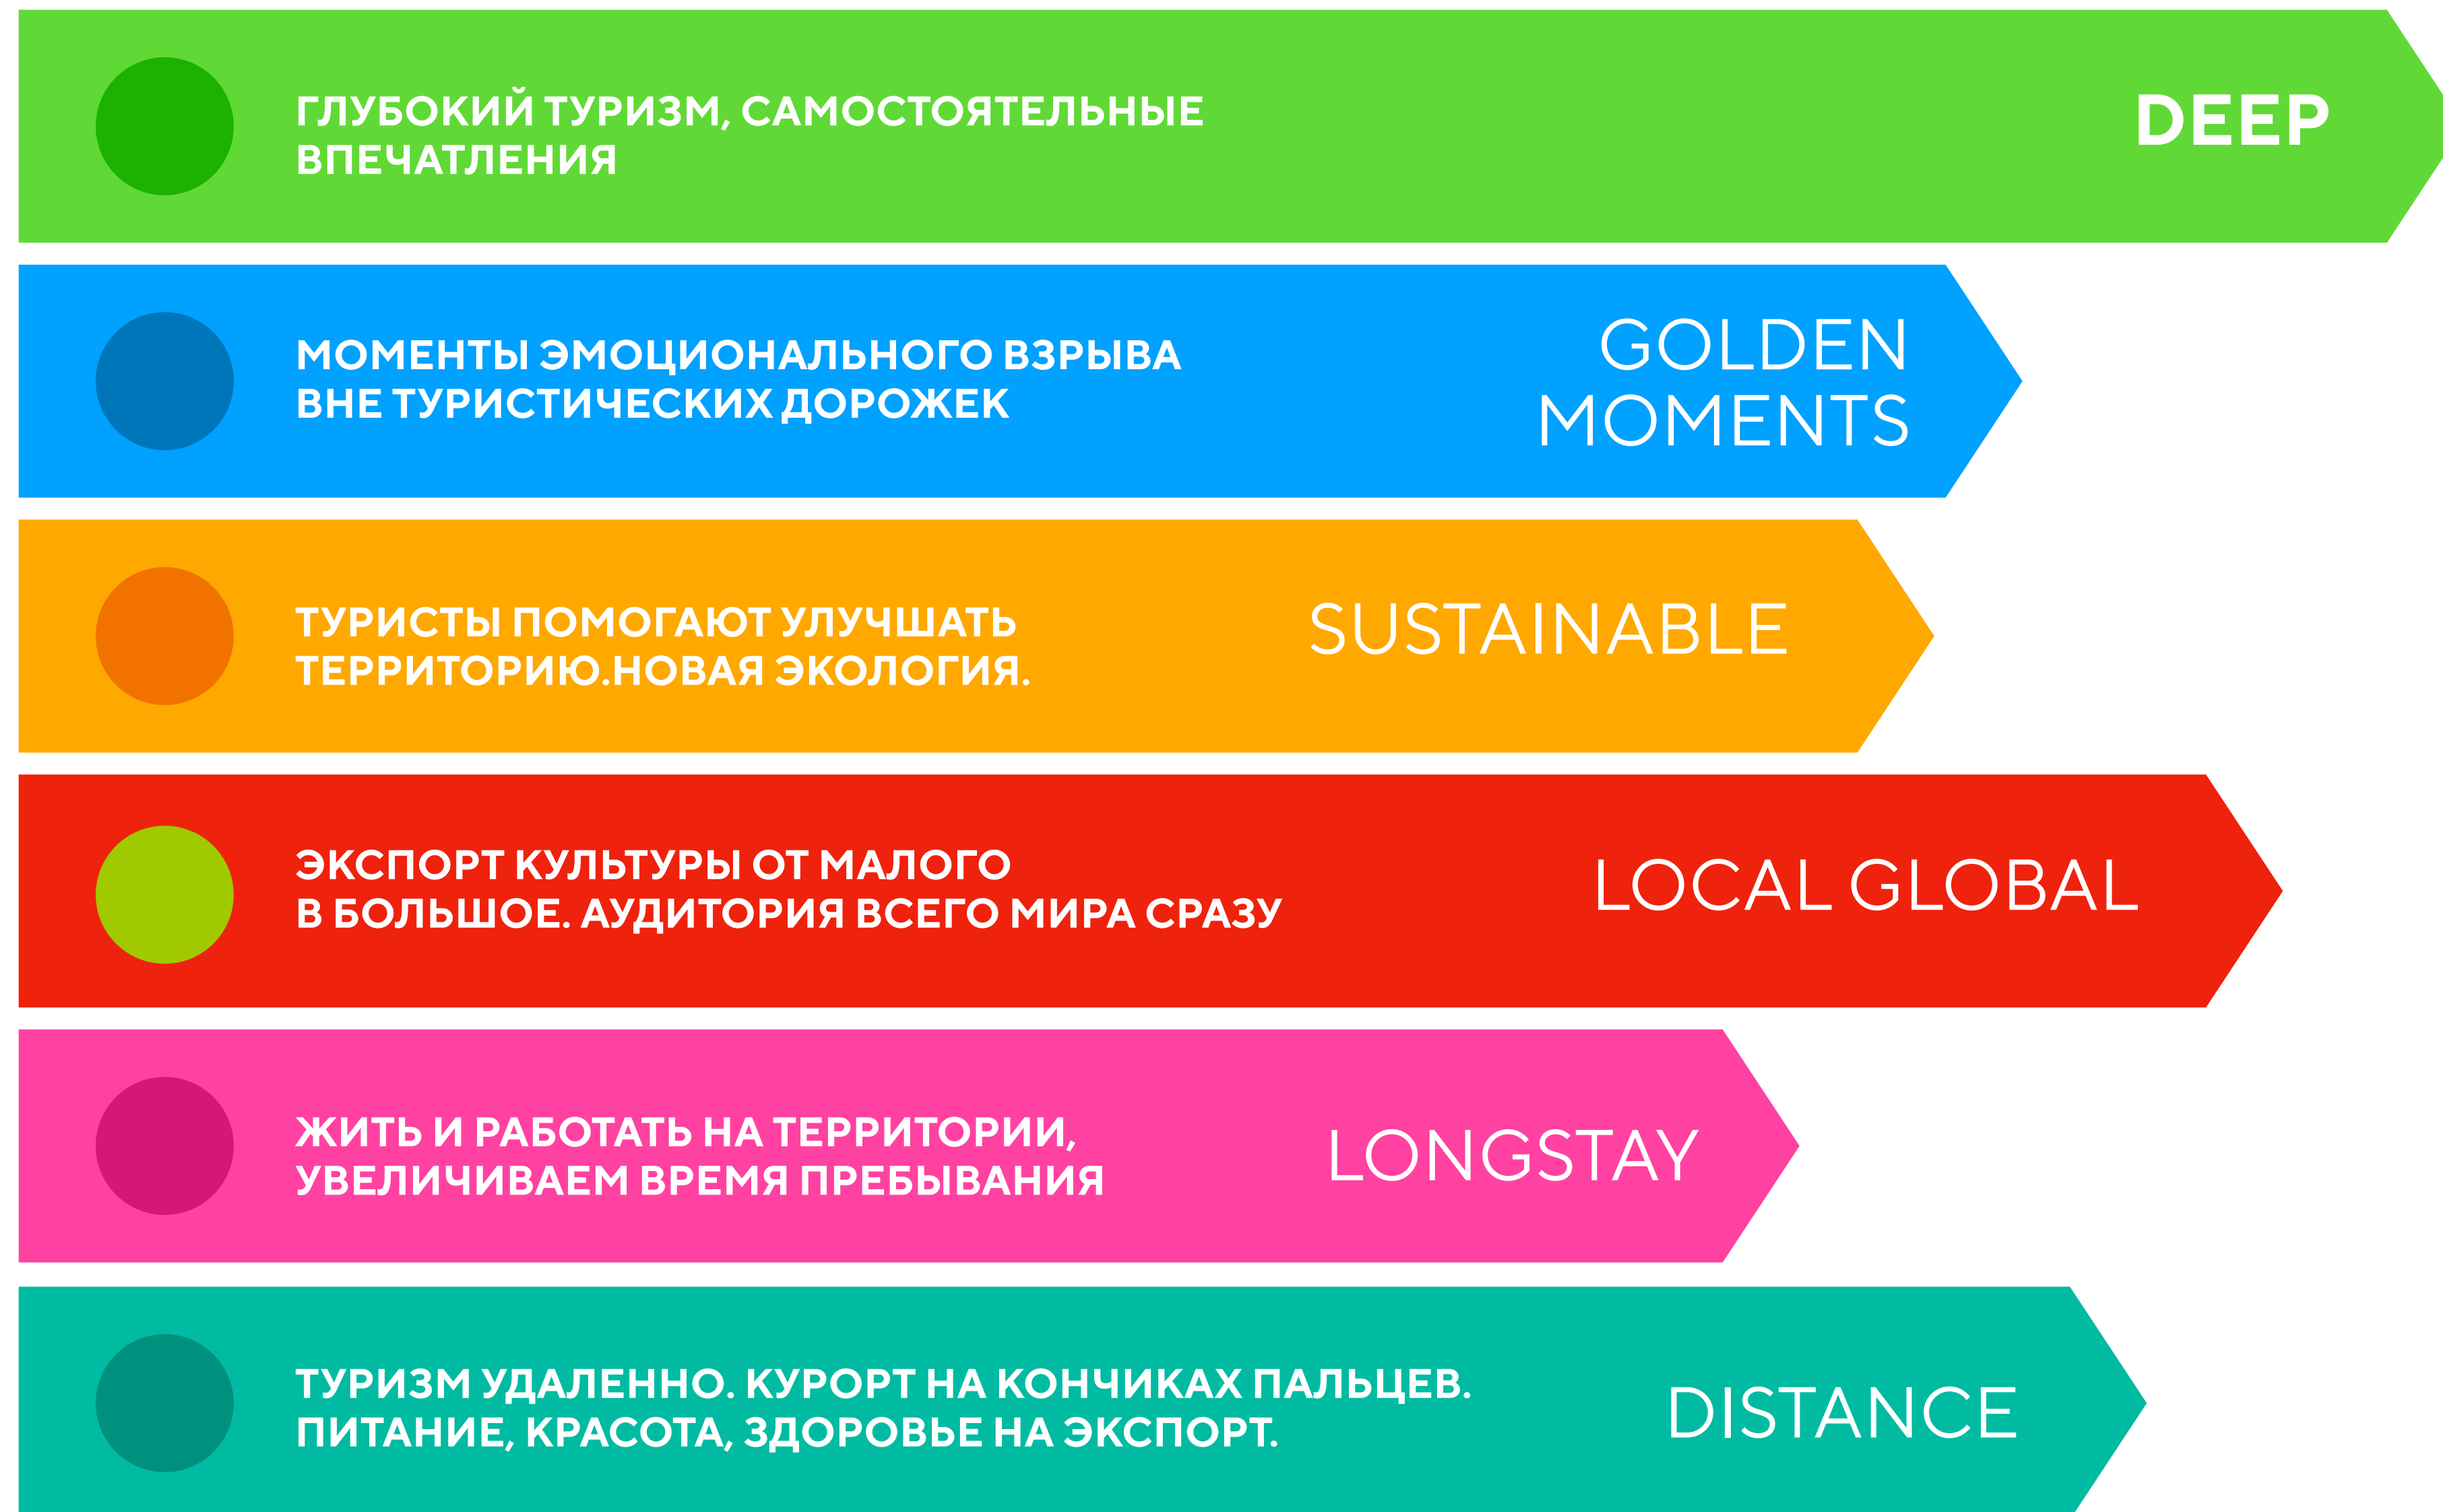 ГЛУБОКИЙ ТУРИЗМ, САМОСТОЯТЕЛЬНЫЕ
ВПЕЧАТЛЕНИЯ
DEEP
МОМЕНТЫ ЭМОЦИОНАЛЬНОГО ВЗРЫВА
ВНЕ ТУРИСТИЧЕСКИХ ДОРОЖЕК
GOLDEN
MOMENTS
ТУРИСТЫ ПОМОГАЮТ УЛУЧШАТЬ
ТЕРРИТОРИЮ.НОВАЯ ЭКОЛОГИЯ.
SUSTAINABLE
ЭКСПОРТ КУЛЬТУРЫ ОТ МАЛОГО
В БОЛЬШОЕ. АУДИТОРИЯ ВСЕГО МИРА СРАЗУ
LOCAL GLOBAL
ЖИТЬ И РАБОТАТЬ НА ТЕРРИТОРИИ,
УВЕЛИЧИВАЕМ ВРЕМЯ ПРЕБЫВАНИЯ
LONGSTAY
ТУРИЗМ УДАЛЕННО. КУРОРТ НА КОНЧИКАХ ПАЛЬЦЕВ.
ПИТАНИЕ, КРАСОТА, ЗДОРОВЬЕ НА ЭКСПОРТ.
DISTANCE